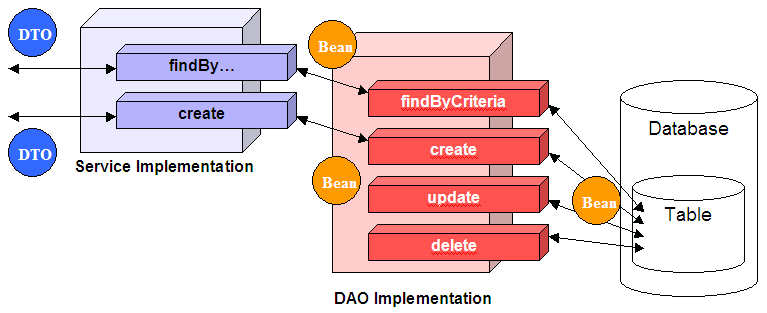 DTO
findBy…
create
DTO
Service Implementation
Bean
findByCriteria
create
Bean
update
delete
DAO Implementation
Bean
Database
Table